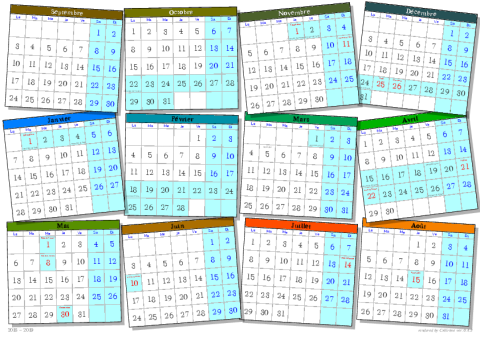 Septembre
Lu Ma Me Je Ve Sa Di
1 2
3 4 5 6 7 8 9
10 11 12 13 14 15 16
17 18 19 20 21 22 23
24 25 26 27 28 29 30
Octobre
Lu Ma Me Je Ve Sa Di
1 2 3 4 5 6 7
8 9 10 11 12 13 14
15 16 17 18 19 20 21
22 23 24 25 26 27 28
29 30 31
Novembre
Lu Ma Me Je Ve Sa Di
1 2 3 4
5 6 7 8 9 10 11
12 13 14 15 16 17 18
19 20 21 22 23 24 25
26 27 28 29 30
Décembre
Lu Ma Me Je Ve Sa Di
1 2
3 4 5 6 7 8 9
10 11 12 13 14 15 16
17 18 19 20 21 22 23
24 25 26 27 28 29 30
31
Janvier
Lu Ma Me Je Ve Sa Di
1 2 3 4 5 6
7 8 9 10 11 12 13
14 15 16 17 18 19 20
21 22 23 24 25 26 27
28 29 30 31
Février
Lu Ma Me Je Ve Sa Di
1 2 3
4 5 6 7 8 9 10
11 12 13 14 15 16 17
18 19 20 21 22 23 24
25 26 27 28
Mars
Lu Ma Me Je Ve Sa Di
1 2 3
4 5 6 7 8 9 10
11 12 13 14 15 16 17
18 19 20 21 22 23 24
25 26 27 28 29 30 31
Avril
Lu Ma Me Je Ve Sa Di
1 2 3 4 5 6 7
8 9 10 11 12 13 14
15 16 17 18 19 20 21
22 23 24 25 26 27 28
29 30
Mai
Lu Ma Me Je Ve Sa Di
1 2 3 4 5
6 7 8 9 10 11 12
13 14 15 16 17 18 19
20 21 22 23 24 25 26
27 28 29 30 31
Juin
Lu Ma Me Je Ve Sa Di
1 2
3 4 5 6 7 8 9
10 11 12 13 14 15 16
17 18 19 20 21 22 23
24 25 26 27 28 29 30
Juillet
Lu Ma Me Je Ve Sa Di
1 2 3 4 5 6 7
8 9 10 11 12 13 14
15 16 17 18 19 20 21
22 23 24 25 26 27 28
29 30 31
Août
Lu Ma Me Je Ve Sa Di
1 2 3 4
5 6 7 8 9 10 11
12 13 14 15 16 17 18
19 20 21 22 23 24 25
26 27 28 29 30 31
2018 - 2019